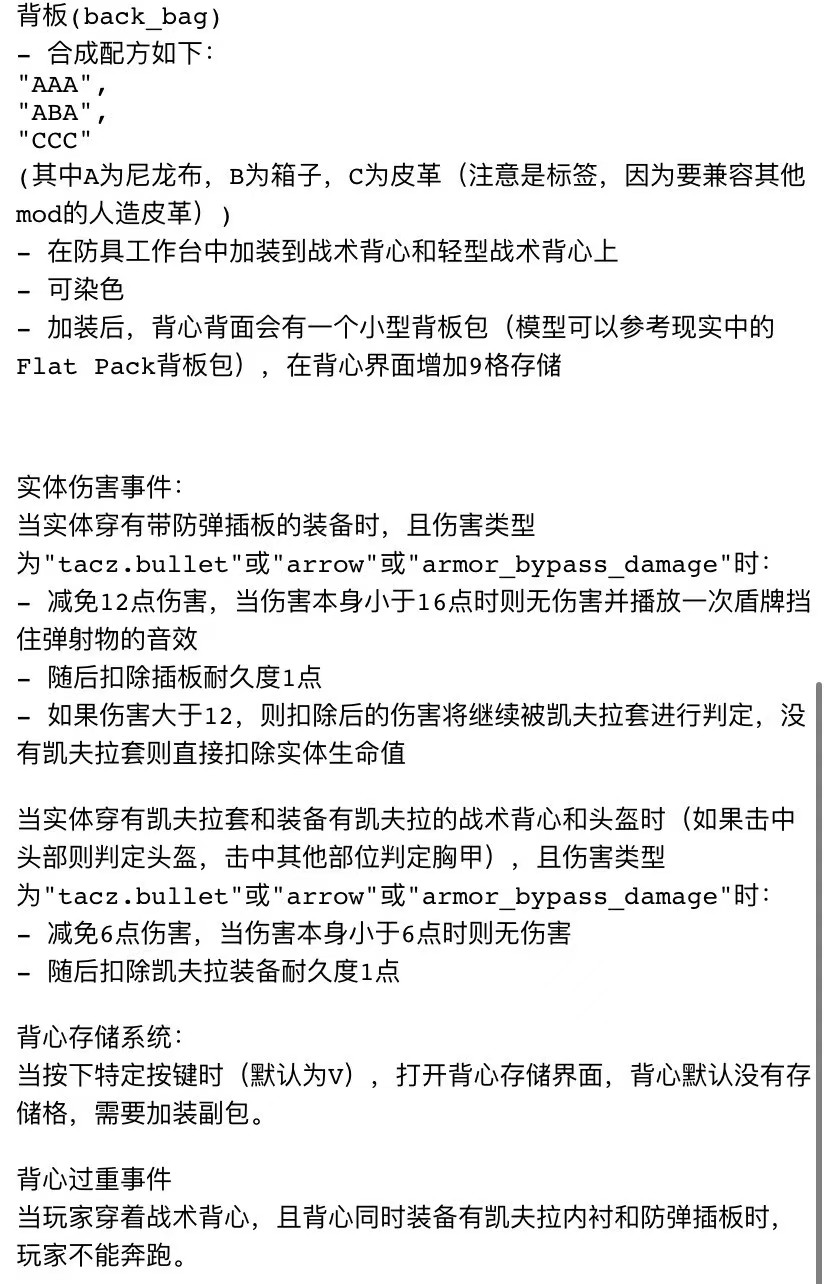 背板(back_bag)
- 合成配方如下：
"AAA",
"ABA",
"CCC"
(其中A为尼龙布，B为箱子，C为皮革（注意是标签，因为要兼容其他
mod的人造皮革）)
- 在防具工作台中加装到战术背心和轻型战术背心上
- 可染色
- 加装后，背心背面会有一个小型背板包（模型可以参考现实中的
Flat Pack背板包），在背心界面增加9格存储
实体伤害事件：
当实体穿有带防弹插板的装备时，且伤害类型
为"tacz.bullet"或"arrow"或"armor_bypass_damage"时：
- 减免12点伤害，当伤害本身小于16点时则无伤害并播放一次盾牌挡
住弹射物的音效
- 随后扣除插板耐久度1点
- 如果伤害大于12，则扣除后的伤害将继续被凯夫拉套进行判定，没
有凯夫拉套则直接扣除实体生命值
当实体穿有凯夫拉套和装备有凯夫拉的战术背心和头盔时（如果击中
头部则判定头盔，击中其他部位判定胸甲），且伤害类型
为"tacz.bullet"或"arrow"或"armor_bypass_damage"时：
- 减免6点伤害，当伤害本身小于6点时则无伤害
- 随后扣除凯夫拉装备耐久度1点
背心存储系统：
当按下特定按键时（默认为V），打开背心存储界面，背心默认没有存
储格，需要加装副包。
背心过重事件
当玩家穿着战术背心，且背心同时装备有凯夫拉内衬和防弹插板时，
玩家不能奔跑。